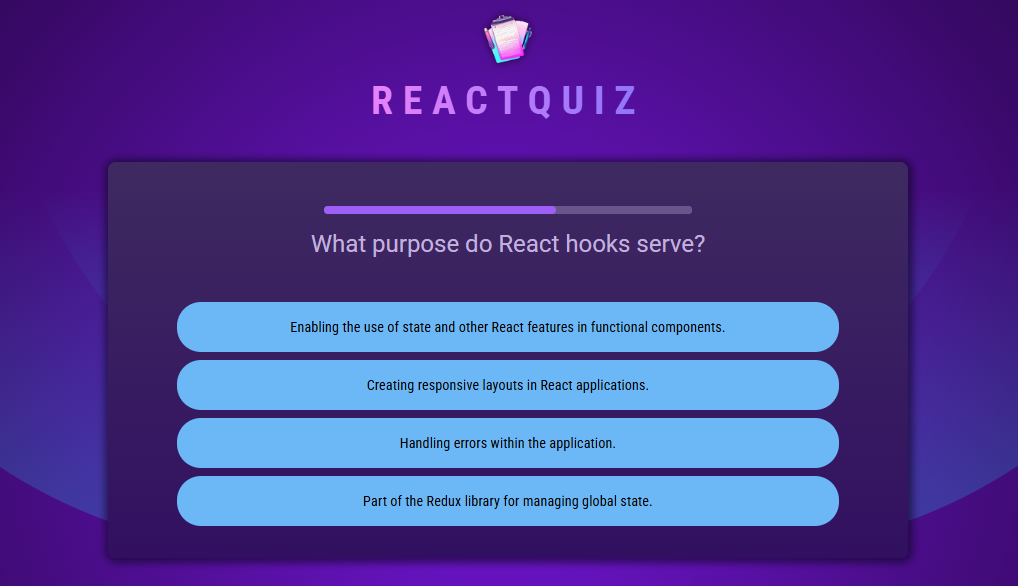 REACTQUIZ
What purpose do React hooks serve?
Enabling the use of state and other React features in functional components.
Creating responsive layouts in React applications.
Handling errors within the application.
Part of the Redux library for managing global state.